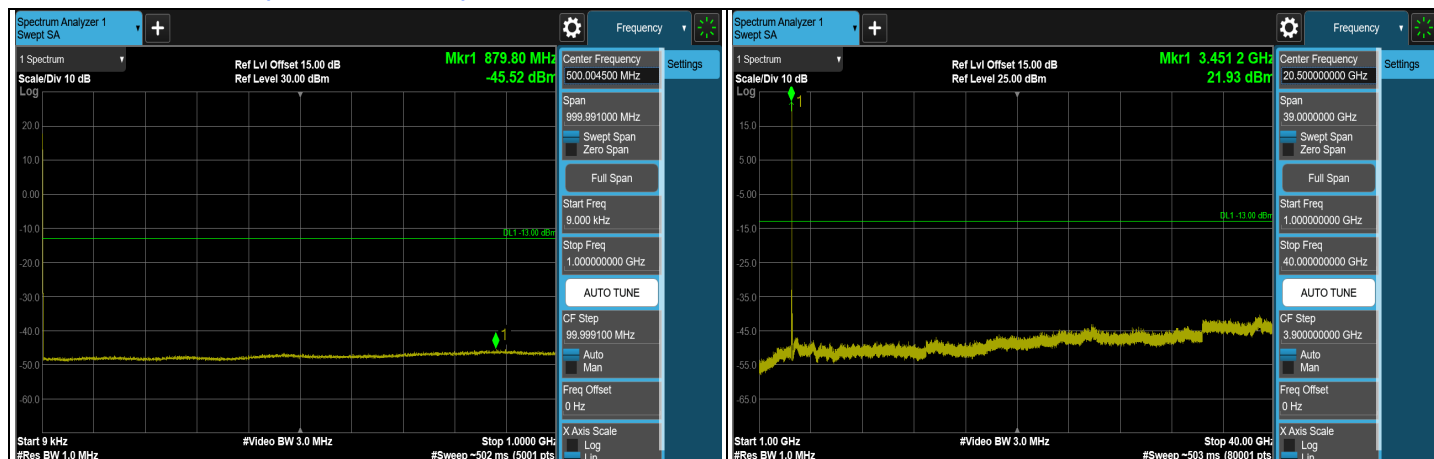 Spectrum Analyzer 1
Swept SA
+
Frequency
1 Spectrum
Ref Lvl Offset 15.00 dB
Mkr1 879.80 MHz
Scale/Div 10 dB
Ref Level 30.00 dBm
-45.52 dBm
Log
1
20.0
10.0
0.00
-10.0
-20.0
-30.0
-40.0
-50.0
-60.0
DL1 -13.00 dBm
Start 9 kHz
#Video BW 3.0 MHz
Stop 1.0000 GHz
#Res BW 1.0 MHz
#Sweep ~502 ms (5001 pts
Center Frequency
500.004500 MHz
Settings
Span
999.991000 MHz
Swept Span
Zero Span
Full Span
Start Freq
9.000 kHz
Stop Freq
1.000000000 GHz
AUTO TUNE
CF Step
99.999100 MHz
Auto
Man
Freq Offset
0 Hz
X Axis Scale
Log
Lin
Spectrum Analyzer 1
Swept SA
+
Frequency
1 Spectrum
Ref Lvl Offset 15.00 dB
Mkr1 3.451 2 GHz
Scale/Div 10 dB
Ref Level 25.00 dBm
21.93 dBm
Log
1
15.0
5.00
-5.00
-15.0
-25.0
-35.0
-45.0
-55.0
-65.0
DL1 -13.00 dBm
Start 1.00 GHz
#Video BW 3.0 MHz
Stop 40.00 GHz
#Res BW 1.0 MHz
#Sweep ~503 ms (80001 pts
Center Frequency
20.500000000 GHz
Settings
Span
39.0000000 GHz
Swept Span
Zero Span
Full Span
Start Freq
1.000000000 GHz
Stop Freq
40.000000000 GHz
AUTO TUNE
CF Step
3.900000000 GHz
Auto
Man
Freq Offset
0 Hz
X Axis Scale
Log
Lin